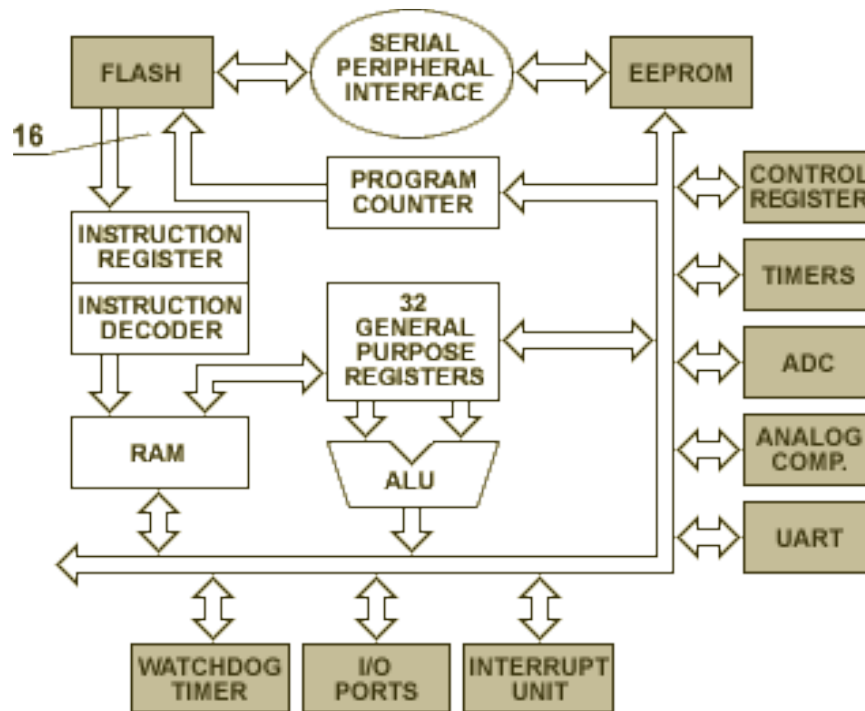 FLASH
SERIAL
PERIPHERAL
INTERFACE
EEPROM
16
PROGRAM
COUNTER
CONTROL
REGISTER
INSTRUCTION
REGISTER
TIMERS
INSTRUCTION
DECODER
32
GENERAL
PURPOSE
REGISTERS
ADC
RAM
ALU
ANALOG
COMP.
UART
WATCHDOG
TIMER
I/O
PORTS
INTERRUPT
UNIT